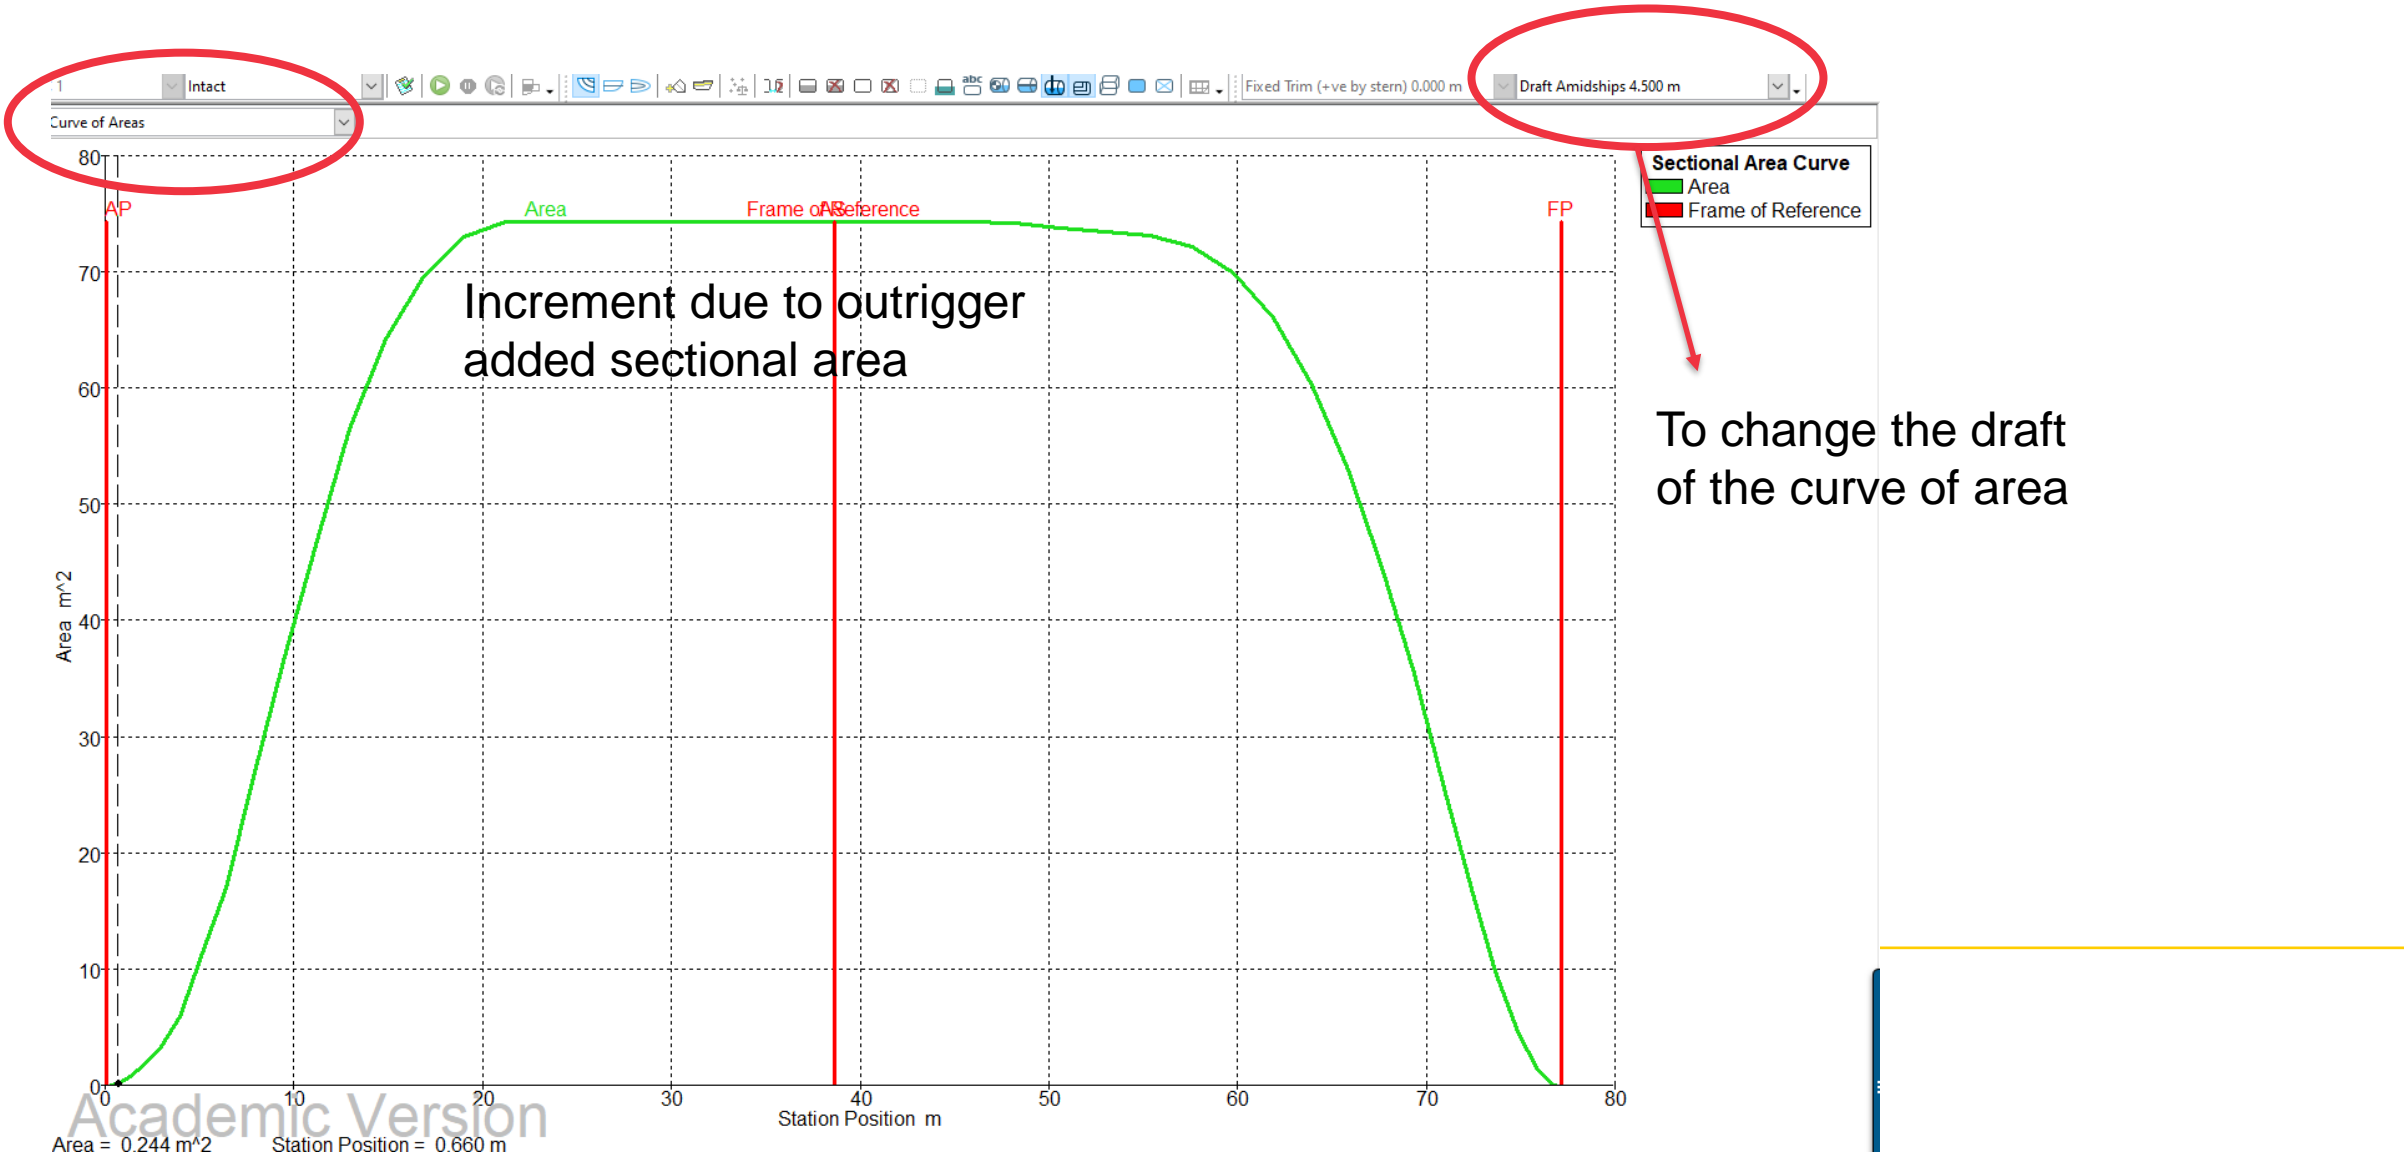 1 Intact
abc
Fixed Trim (+ve by stern) 0.000 m
Draft Amidships 4.500 m
Curve of Areas
80
70
60
50
40
30
20
10
0
Area m^2
AP
Area
Frame of Reference
FP
Sectional Area Curve
Area
Frame of Reference
Increment due to outrigger
added sectional area
To change the draft
of the curve of area
0 10 20 30 40 50 60 70 80
Station Position m
Academic Version
Area = 0.244 m^2 Station Position = 0.660 m